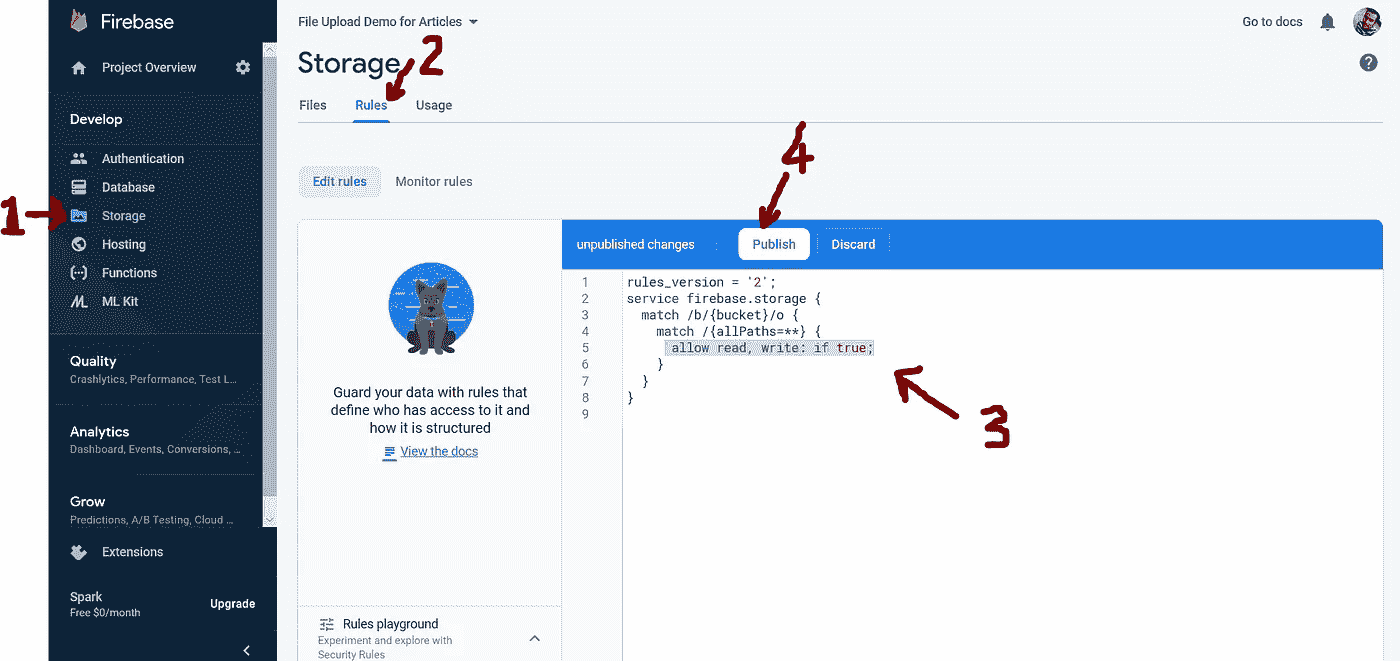 Firebase
Project Overview
Develop
Authentication
Database
Storage
Hosting
Functions
ML Kit
Quality
Crashlytics, Performance, Test L...
Analytics
Dashboard, Events, Conversions, ...
Grow
Predictions, A/B Testing, Cloud ...
Extensions
Spark
Free $0/month
Upgrade
1
File Upload Demo for Articles
Go to docs
Storage
2
Files
Rules
Usage
4
Edit rules
Monitor rules
Guard your data with rules that
define who has access to it and
how it is structured
View the docs
Rules playground
Experiment and explore with
Security Rules
unpublished changes
Publish
Discard
1 rules_version = '2';
2 service firebase.storage {
3 match /b/{bucket}/o {
4 match /{allPaths=**} {
5 allow read, write: if true;
6 }
7 }
8 }
9
3